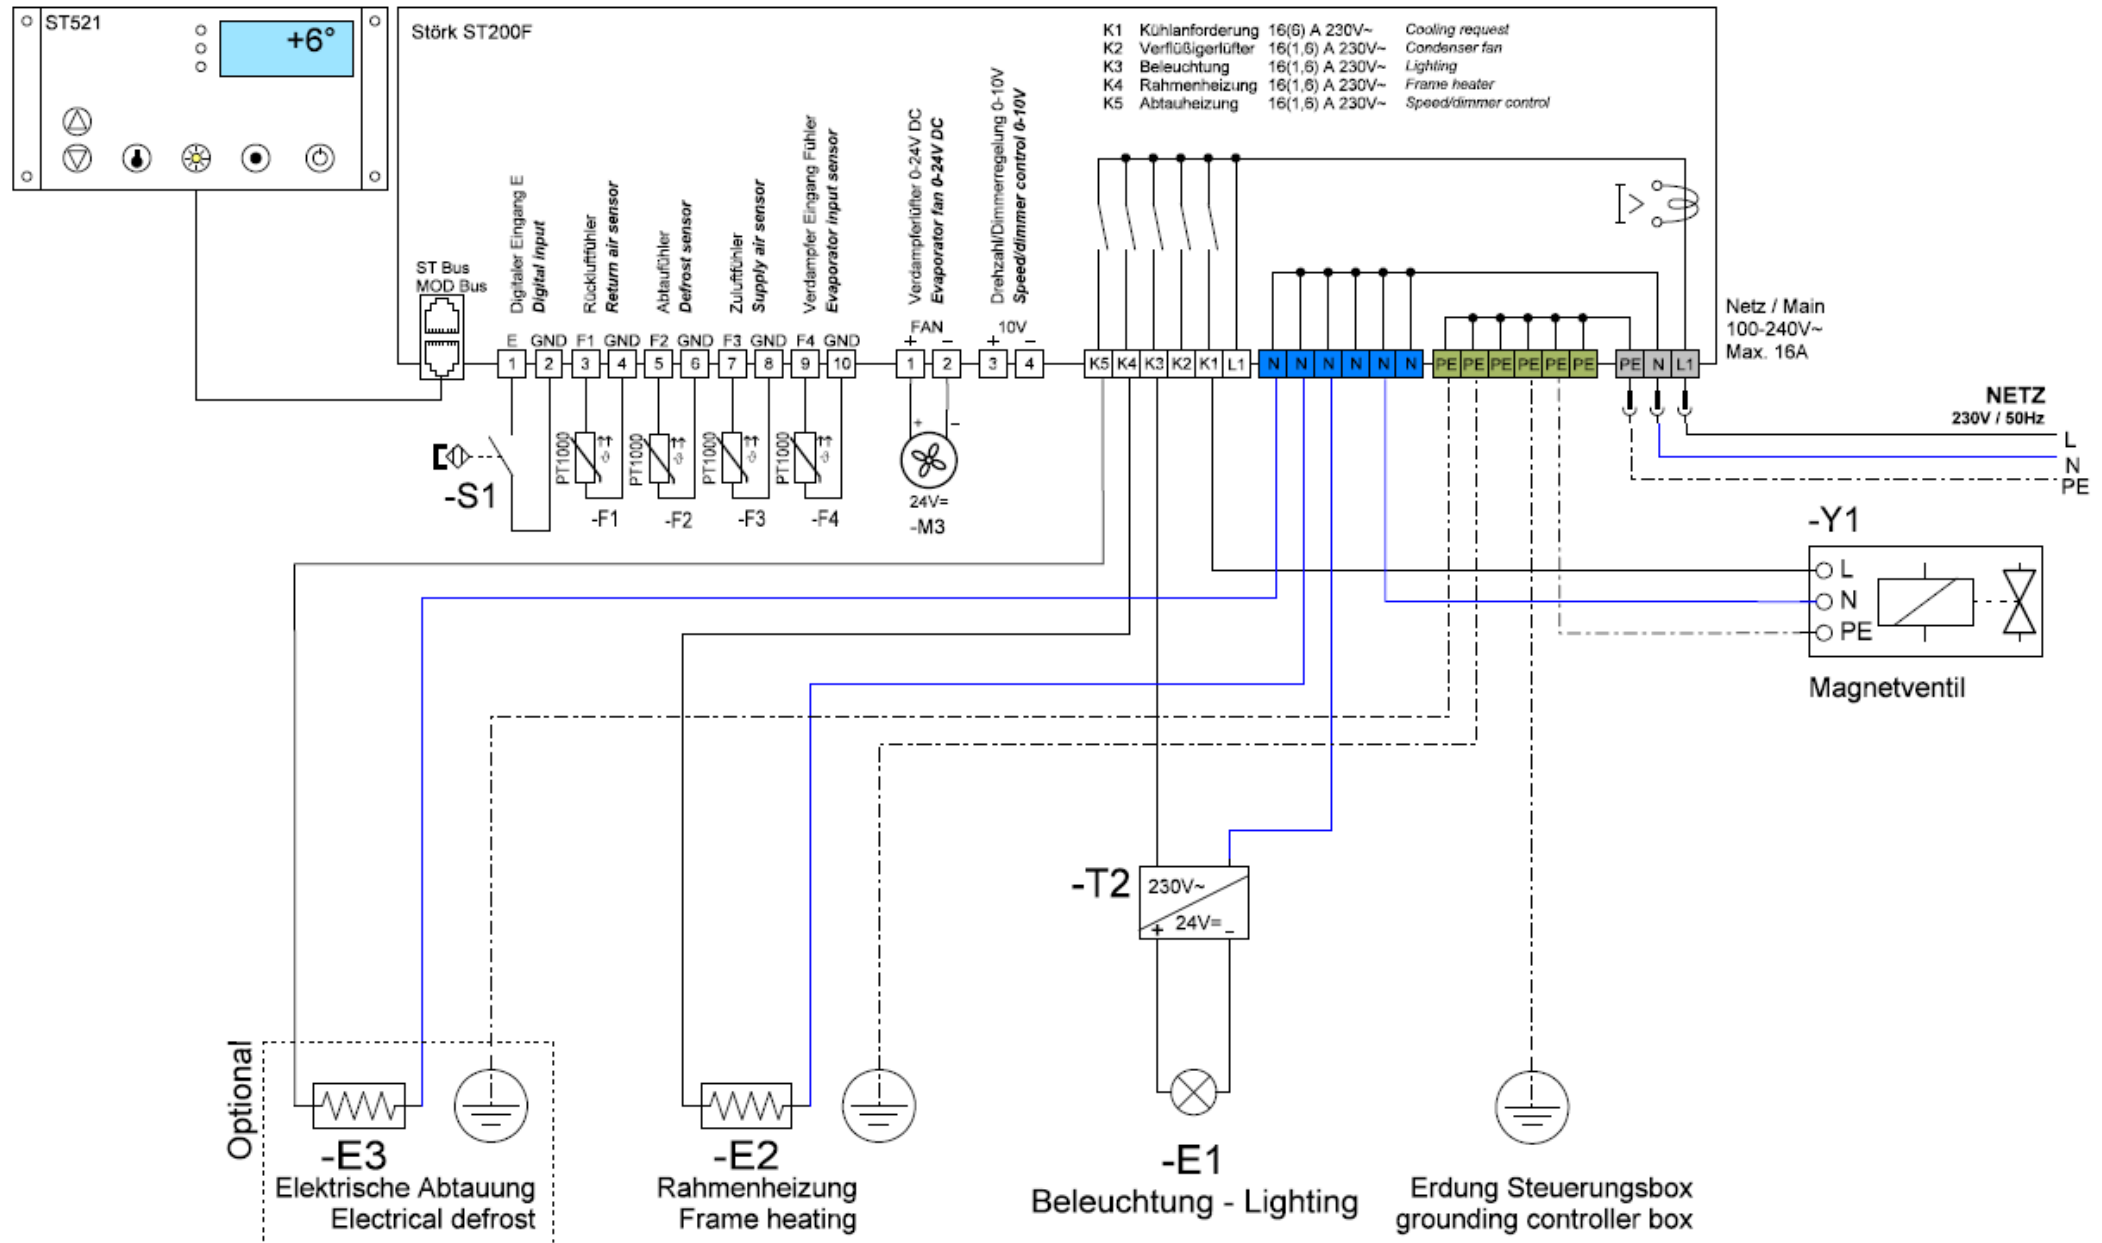 ST521
+6°
Störk ST200F
K1 Kühlanforderung 16(6) A 230V~ Cooling request
K2 Verflüßigerlüfter 16(1,6) A 230V~ Condenser fan
K3 Beleuchtung 16(1,6) A 230V~ Lighting
K4 Rahmenheizung 16(1,6) A 230V~ Frame heater
K5 Abtauheizung 16(1,6) A 230V~ Speed/dimmer control
ST Bus
MOD Bus
Digitaler Eingang E
Digital input
Rückluftfühler
Return air sensor
Abtaufühler
Defrost sensor
Zuluftfühler
Supply air sensor
Verdampfer Eingang Fühler
Evaporator input sensor
Verdampferlüfter 0-24V DC
Evaporator fan 0-24V DC
Drehzahl/Dimmerregelung 0-10V
Speed/dimmer control 0-10V
E GND F1 GND F2 GND F3 GND F4 GND
1 2 3 4 5 6 7 8 9 10
FAN
+ −
1 2
10V
+ −
3 4
K5 K4 K3 K2 K1 L1
N N N N N N
PE PE PE PE PE PE
PE N L1
Netz / Main
100-240V~
Max. 16A
NETZ
230V / 50Hz
L
N
PE
-S1
PT1000
-F1
PT1000
-F2
PT1000
-F3
PT1000
-F4
+ −
24V=
-M3
-Y1
L
N
PE
Magnetventil
-T2
230V~
24V=
+ −
Optional
-E3
Elektrische Abtauung
Electrical defrost
-E2
Rahmenheizung
Frame heating
-E1
Beleuchtung - Lighting
Erdung Steuerungsbox
grounding controller box